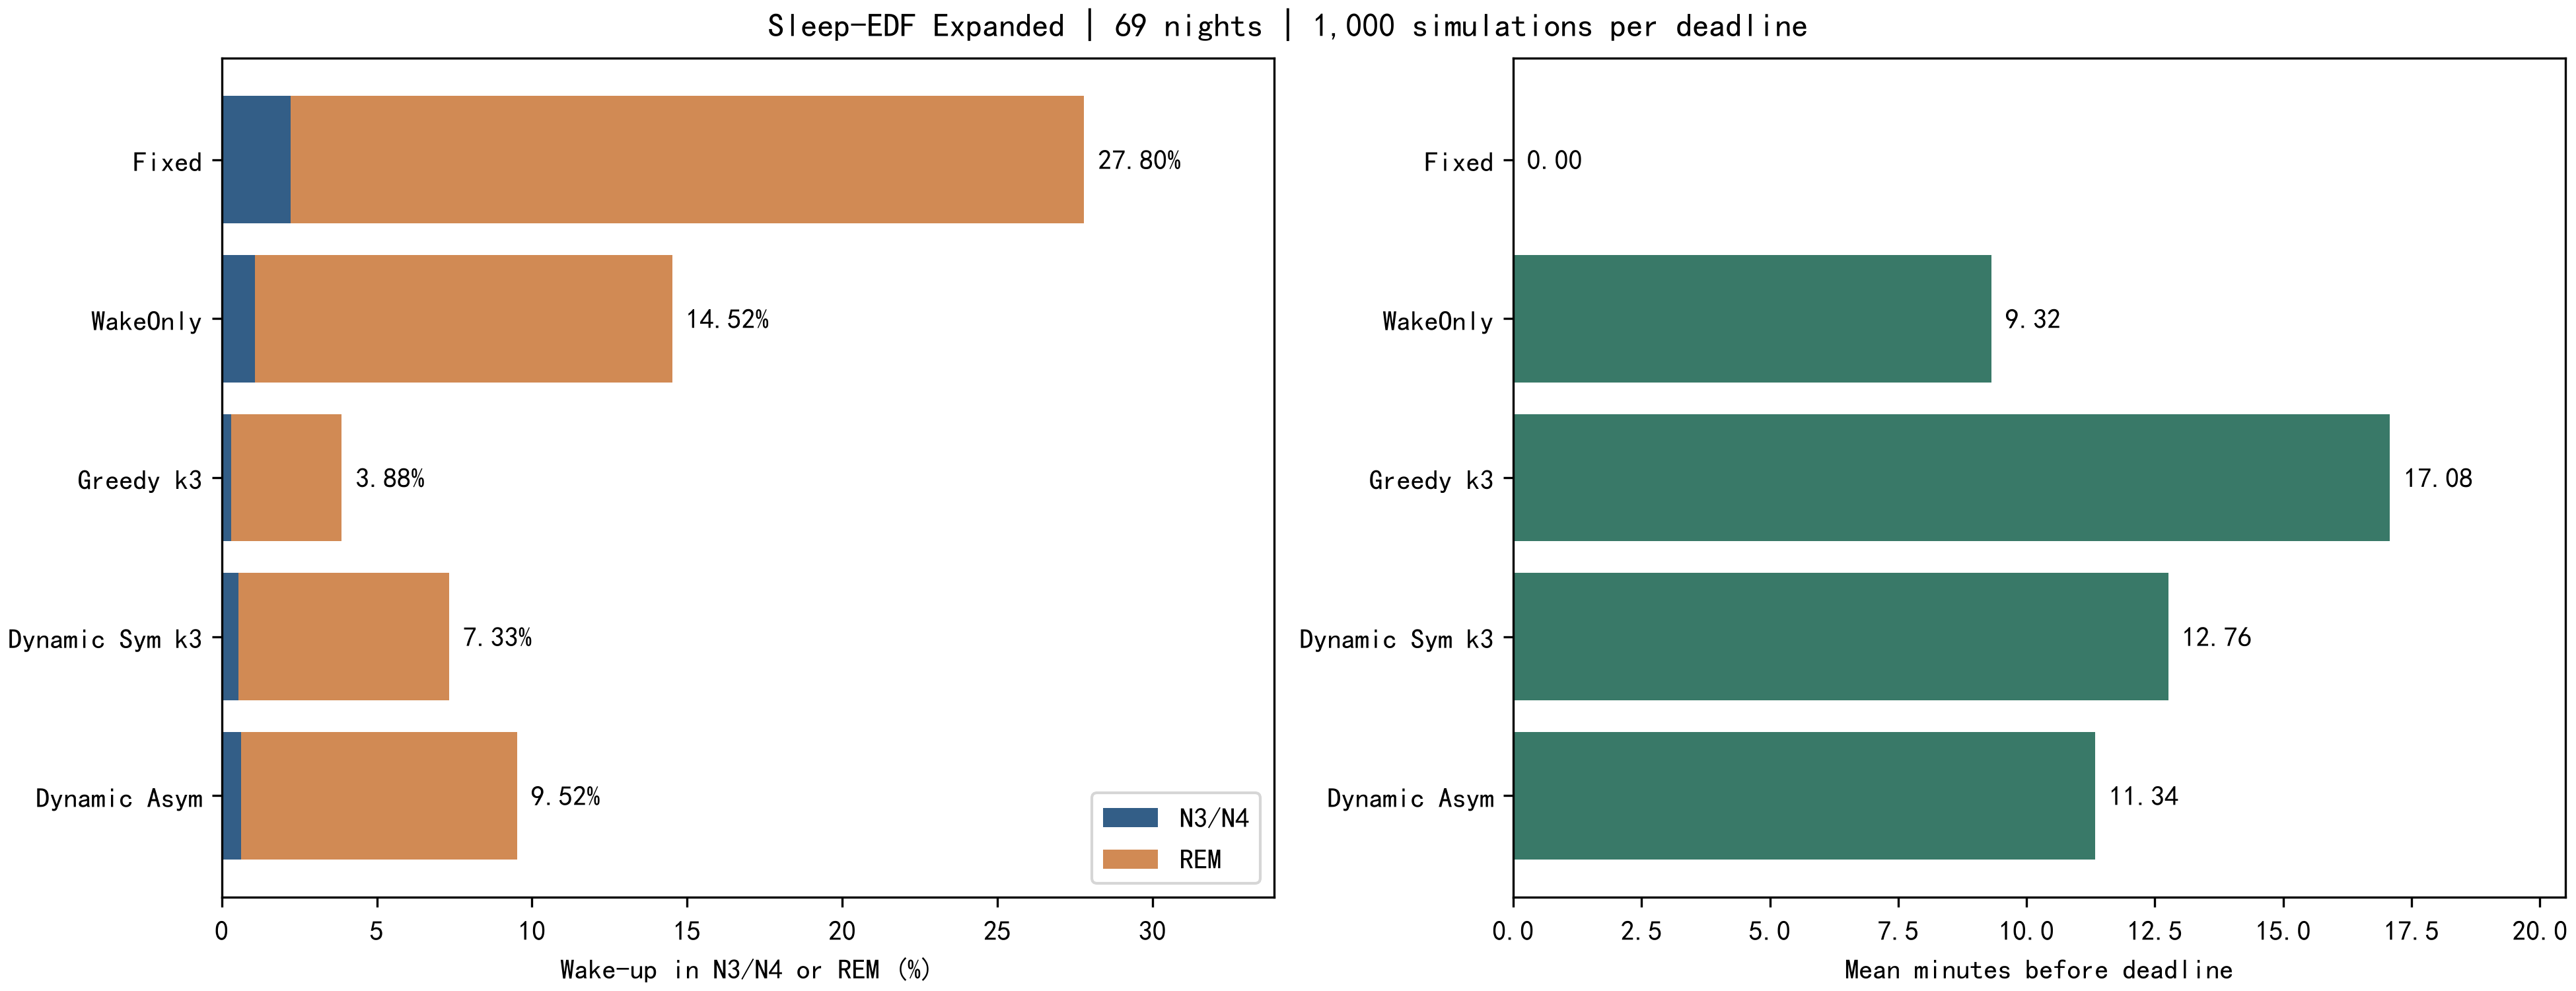 Sleep-EDF Expanded | 69 nights | 1,000 simulations per deadline
Fixed
27.80%
WakeOnly
14.52%
Greedy k3
3.88%
Dynamic Sym k3
7.33%
Dynamic Asym
9.52%
N3/N4
REM
0 5 10 15 20 25 30
Wake-up in N3/N4 or REM (%)
Fixed
0.00
WakeOnly
9.32
Greedy k3
17.08
Dynamic Sym k3
12.76
Dynamic Asym
11.34
0.0 2.5 5.0 7.5 10.0 12.5 15.0 17.5 20.0
Mean minutes before deadline